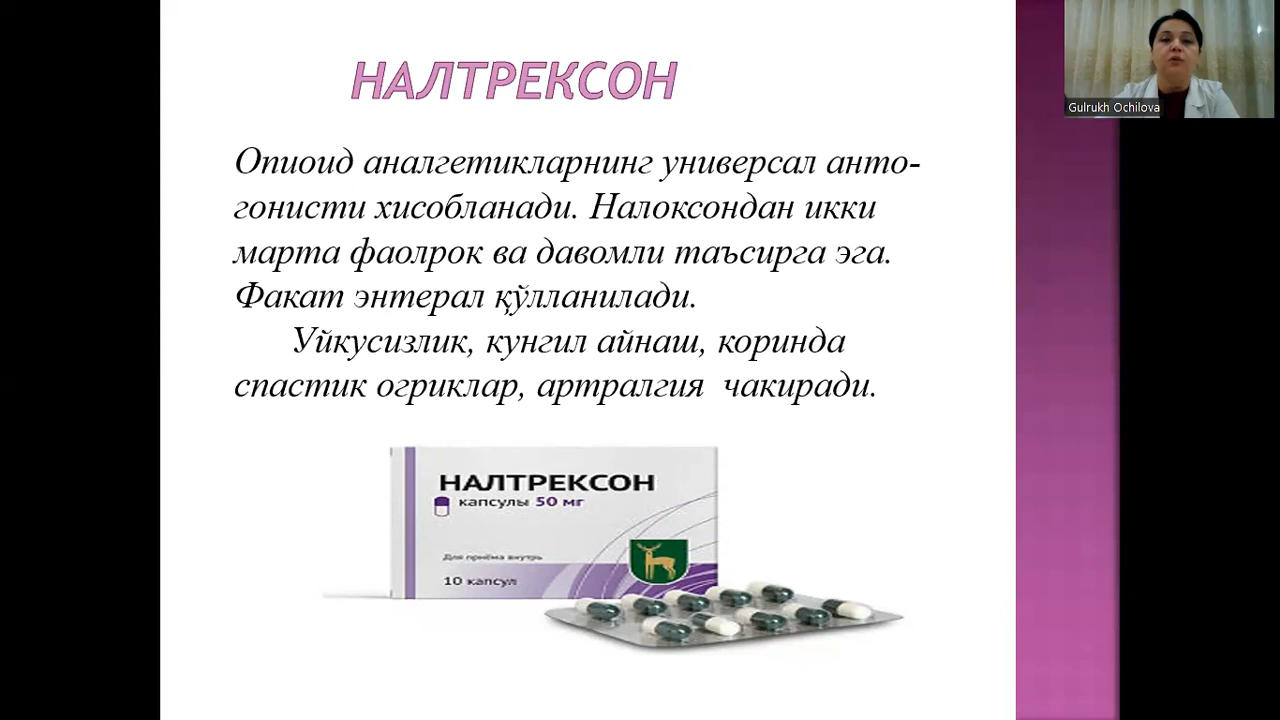 НАЛТРЕКСОН
Gulrukh Ochilova
Опиоид аналгетикларнинг универсал анто-
гонисти хисобланади. Налоксондан икки
марта фаолрок ва давомли таъсирга эга.
Факат энтерал қўлланилади.
Уйкусизлик, кунгил айнаш, коринда
спастик огриклар, артралгия чакиради.
НАЛТРЕКСОН
капсулы 50 мг
Для приёма внутрь
10 капсул